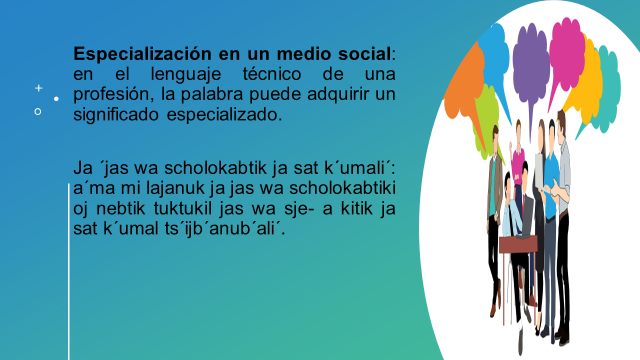 Especialización en un medio social:
en el lenguaje técnico de una
profesión, la palabra puede adquirir un
significado especializado.
Ja ´jas wa scholokabtik ja sat k´umali´:
a´ma mi lajanuk ja jas wa scholokabtiki
oj nebtik tuktukil jas wa sje- a kitik ja
sat k´umal ts´ijb´anub´ali´.